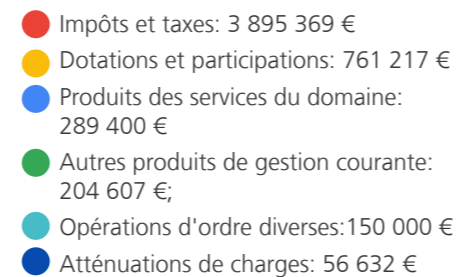 Impôts et taxes: 3 895 369 €
Dotations et participations: 761 217 €
Produits des services du domaine:
289 400 €
Autres produits de gestion courante:
204 607 €;
Opérations d'ordre diverses:150 000 €
Atténuations de charges: 56 632 €